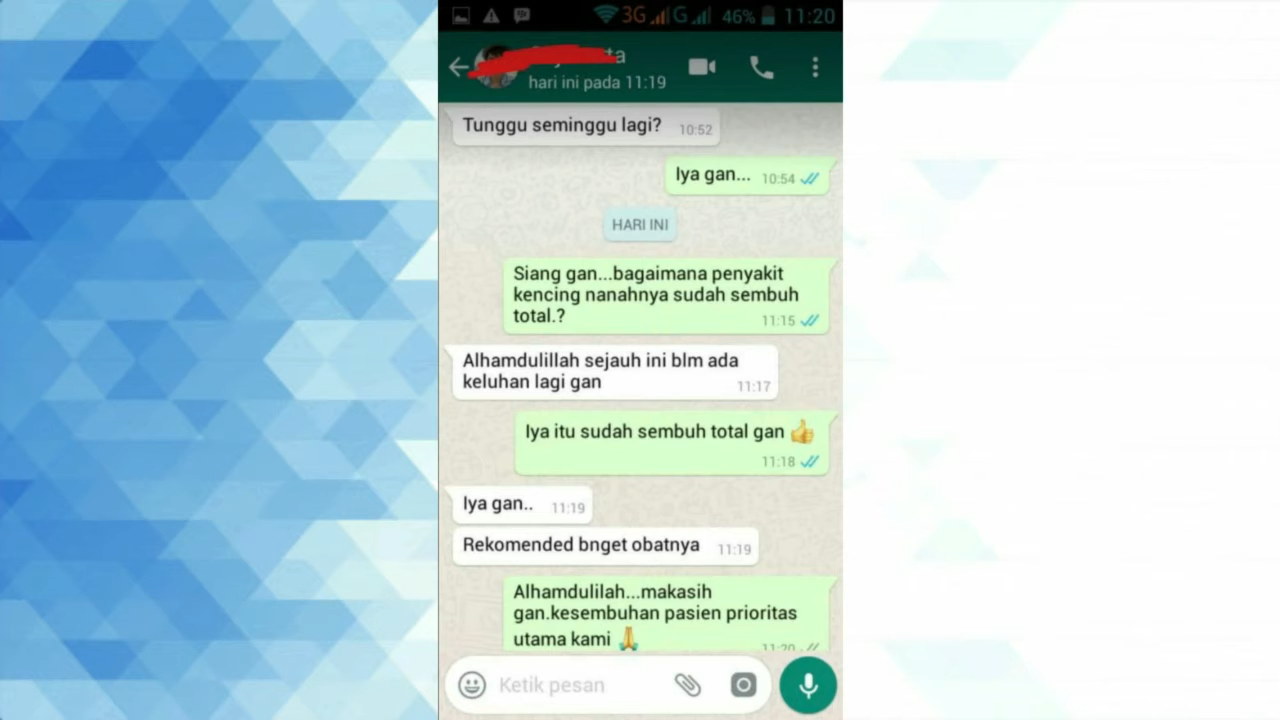 3G G 46% 11:20
hari ini pada 11:19
Tunggu seminggu lagi? 10:52
Iya gan... 10:54
HARI INI
Siang gan...bagaimana penyakit
kencing nanahnya sudah sembuh
total.? 11:15
Alhamdulillah sejauh ini blm ada
keluhan lagi gan 11:17
Iya itu sudah sembuh total gan 👍
11:18
Iya gan.. 11:19
Rekomended bnget obatnya 11:19
Alhamdulilah...makasih
gan.kesembuhan pasien prioritas
utama kami 🙏 11:20
Ketik pesan